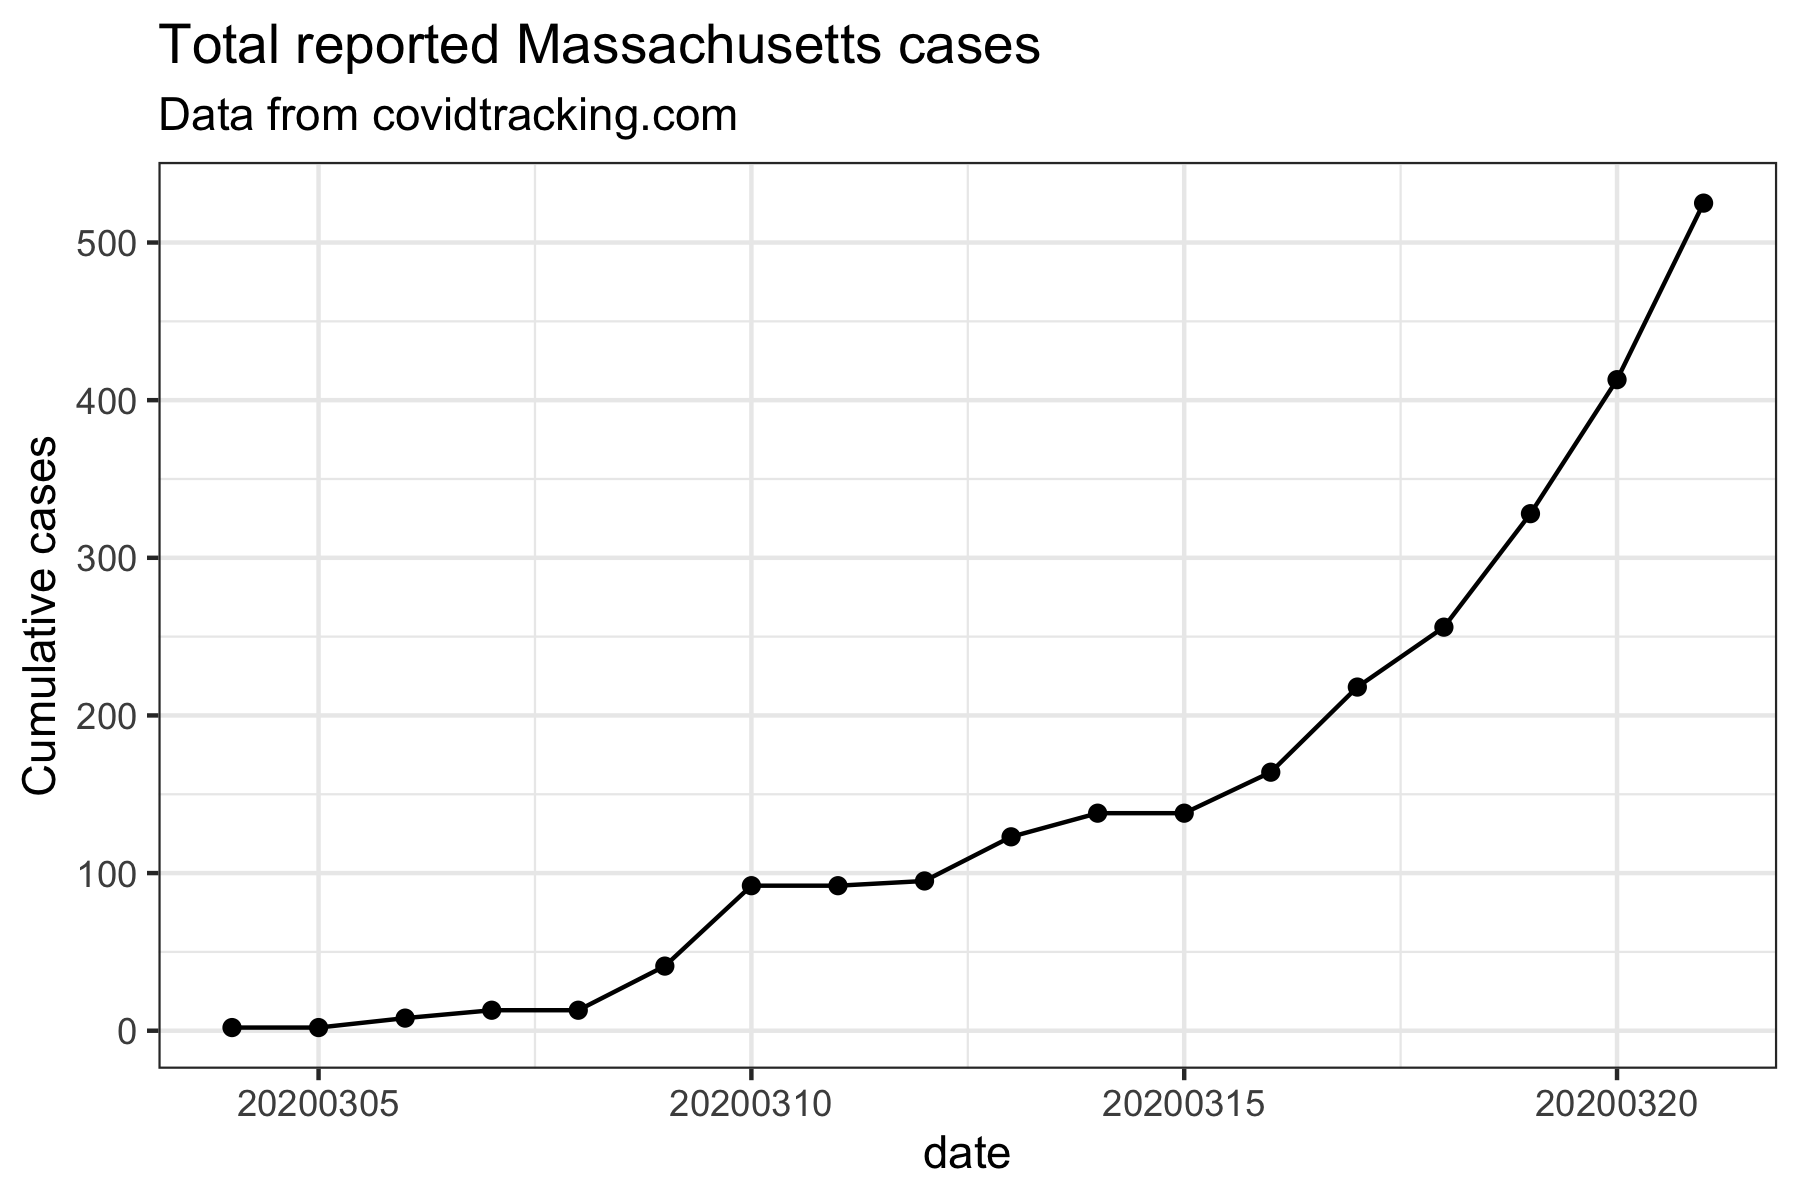 Total reported Massachusetts cases
Data from covidtracking.com
500
400
300
200
100
0
Cumulative cases
20200305
20200310
20200315
20200320
date